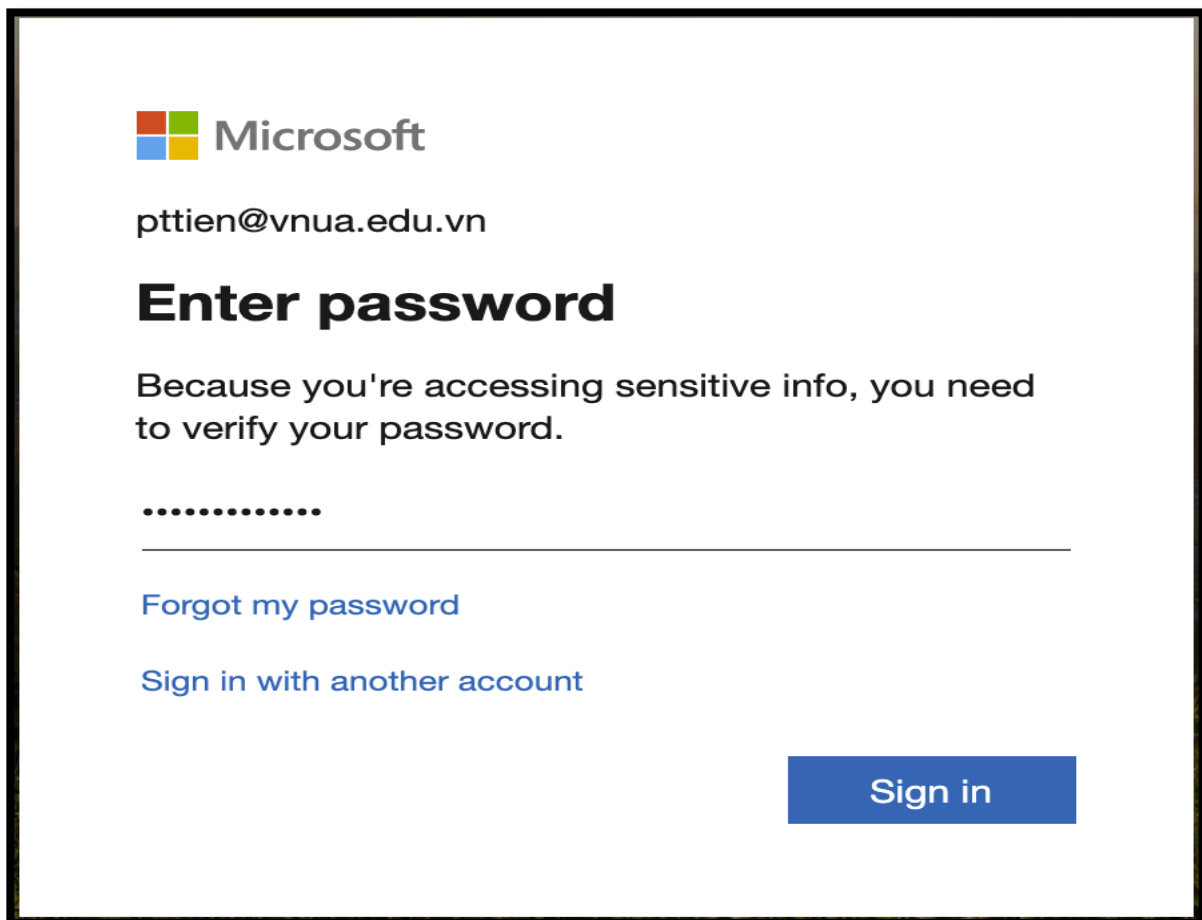 Microsoft
pttien@vnua.edu.vn
Enter password
Because you're accessing sensitive info, you need
to verify your password.
•••••••••••••
Forgot my password
Sign in with another account
Sign in